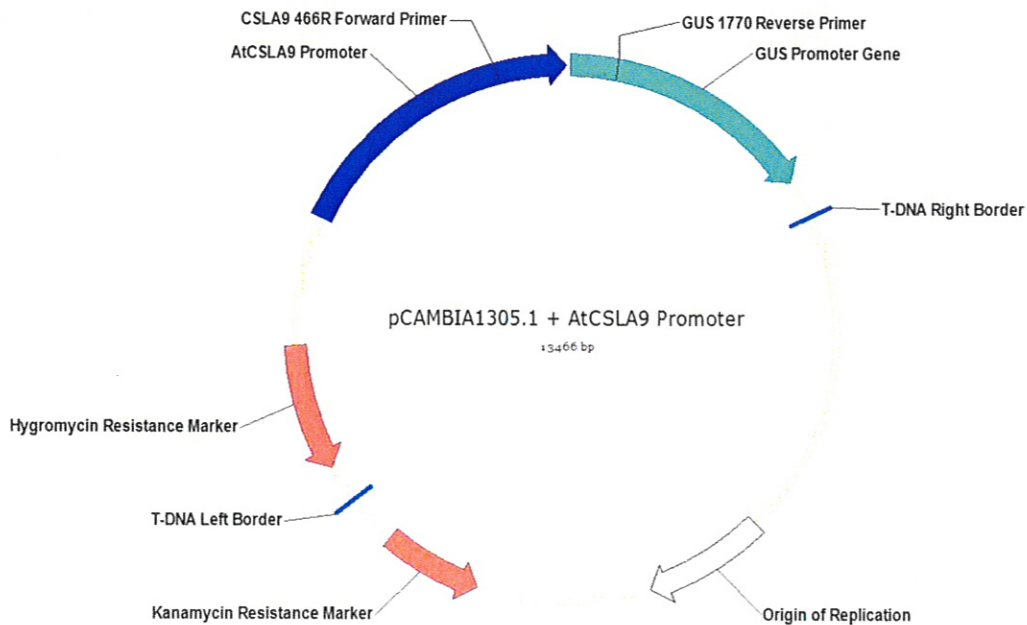 CSLA9 466R Forward Primer
GUS 1770 Reverse Primer
AtCSLA9 Promoter
GUS Promoter Gene
T-DNA Right Border
pCAMBIA1305.1 + AtCSLA9 Promoter
13466 bp
Hygromycin Resistance Marker
T-DNA Left Border
Kanamycin Resistance Marker
Origin of Replication